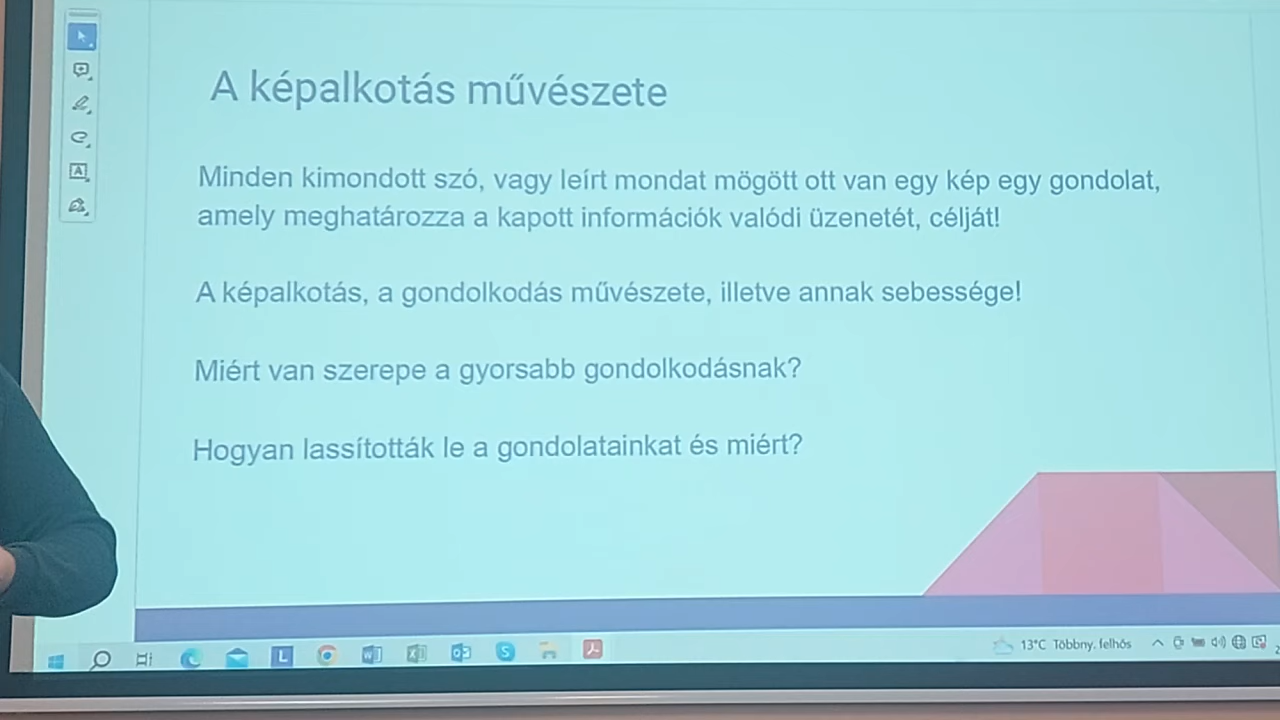 A képalkotás művészete
Minden kimondott szó, vagy leírt mondat mögött ott van egy kép egy gondolat,
amely meghatározza a kapott információk valódi üzenetét, célját!
A képalkotás, a gondolkodás művészete, illetve annak sebessége!
Miért van szerepe a gyorsabb gondolkodásnak?
Hogyan lassították le a gondolatainkat és miért?
13°C Többny. felhős